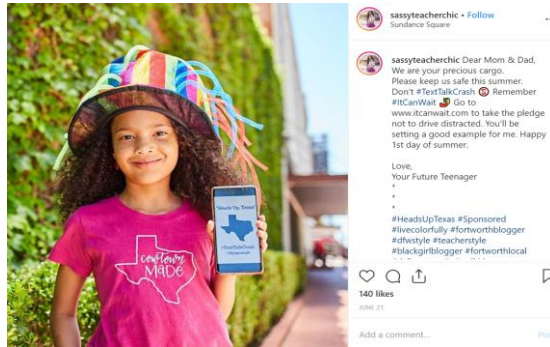 cowtown
MADE
"Heads Up, Texas"
#TextTalkCrash
sassyteacherchic • Follow
Sundance Square
sassyteacherchic Dear Mom & Dad,
We are your precious cargo.
Please keep us safe this summer.
Don't #TextTalkCrash Remember
#ItCanWait Go to
www.itcanwait.com to take the pledge
not to drive distracted. You'll be
setting a good example for me. Happy
1st day of summer.
Love,
Your Future Teenager
*
*
*
#HeadsUpTexas #Sponsored
#livecolorfully #fortworthblogger
#dfwstyle #teacherstyle
#blackgirlblogger #fortworthlocal
140 likes
JUNE 21
Add a comment...